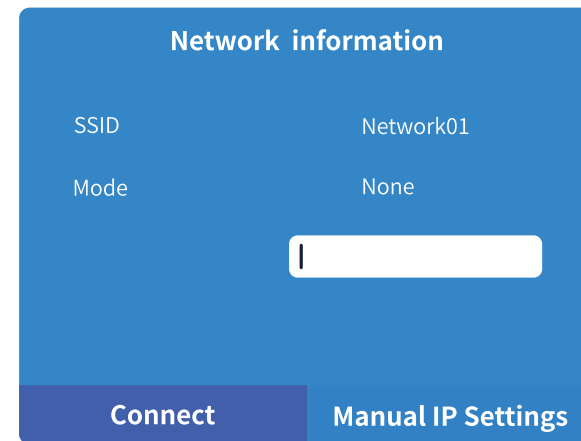 Network information
SSID Network01
Mode None
Connect Manual IP Settings